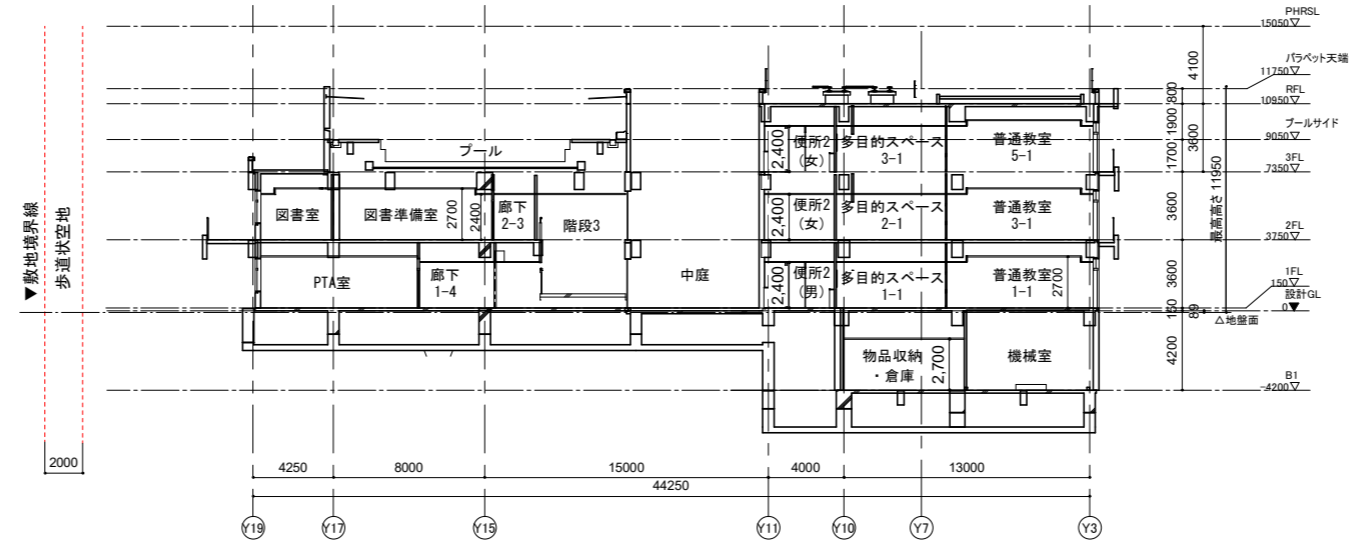 PHRSL
15050▽
パラペット天端
11750▽
RFL
10950▽
プールサイド
9050▽
3FL
7350▽
2FL
3750▽
1FL
150▽
設計GL
0▼
△地盤面
B1
-4200▽
4100
800
1900
1700
3600
3600
3600
150
89
4200
最高高さ 11950
▼敷地境界線
歩道状空地
プール
2,400
便所2
(女)
多目的スペース
3-1
普通教室
5-1
図書室
図書準備室
2700
2400
廊下
2-3
階段3
2,400
便所2
(女)
多目的スペース
2-1
普通教室
3-1
PTA室
廊下
1-4
中庭
2,400
便所2
(男)
多目的スペース
1-1
普通教室
1-1
2700
物品収納
・倉庫
2,700
機械室
2000
4250
8000
15000
4000
13000
44250
Y19
Y17
Y15
Y11
Y10
Y7
Y3